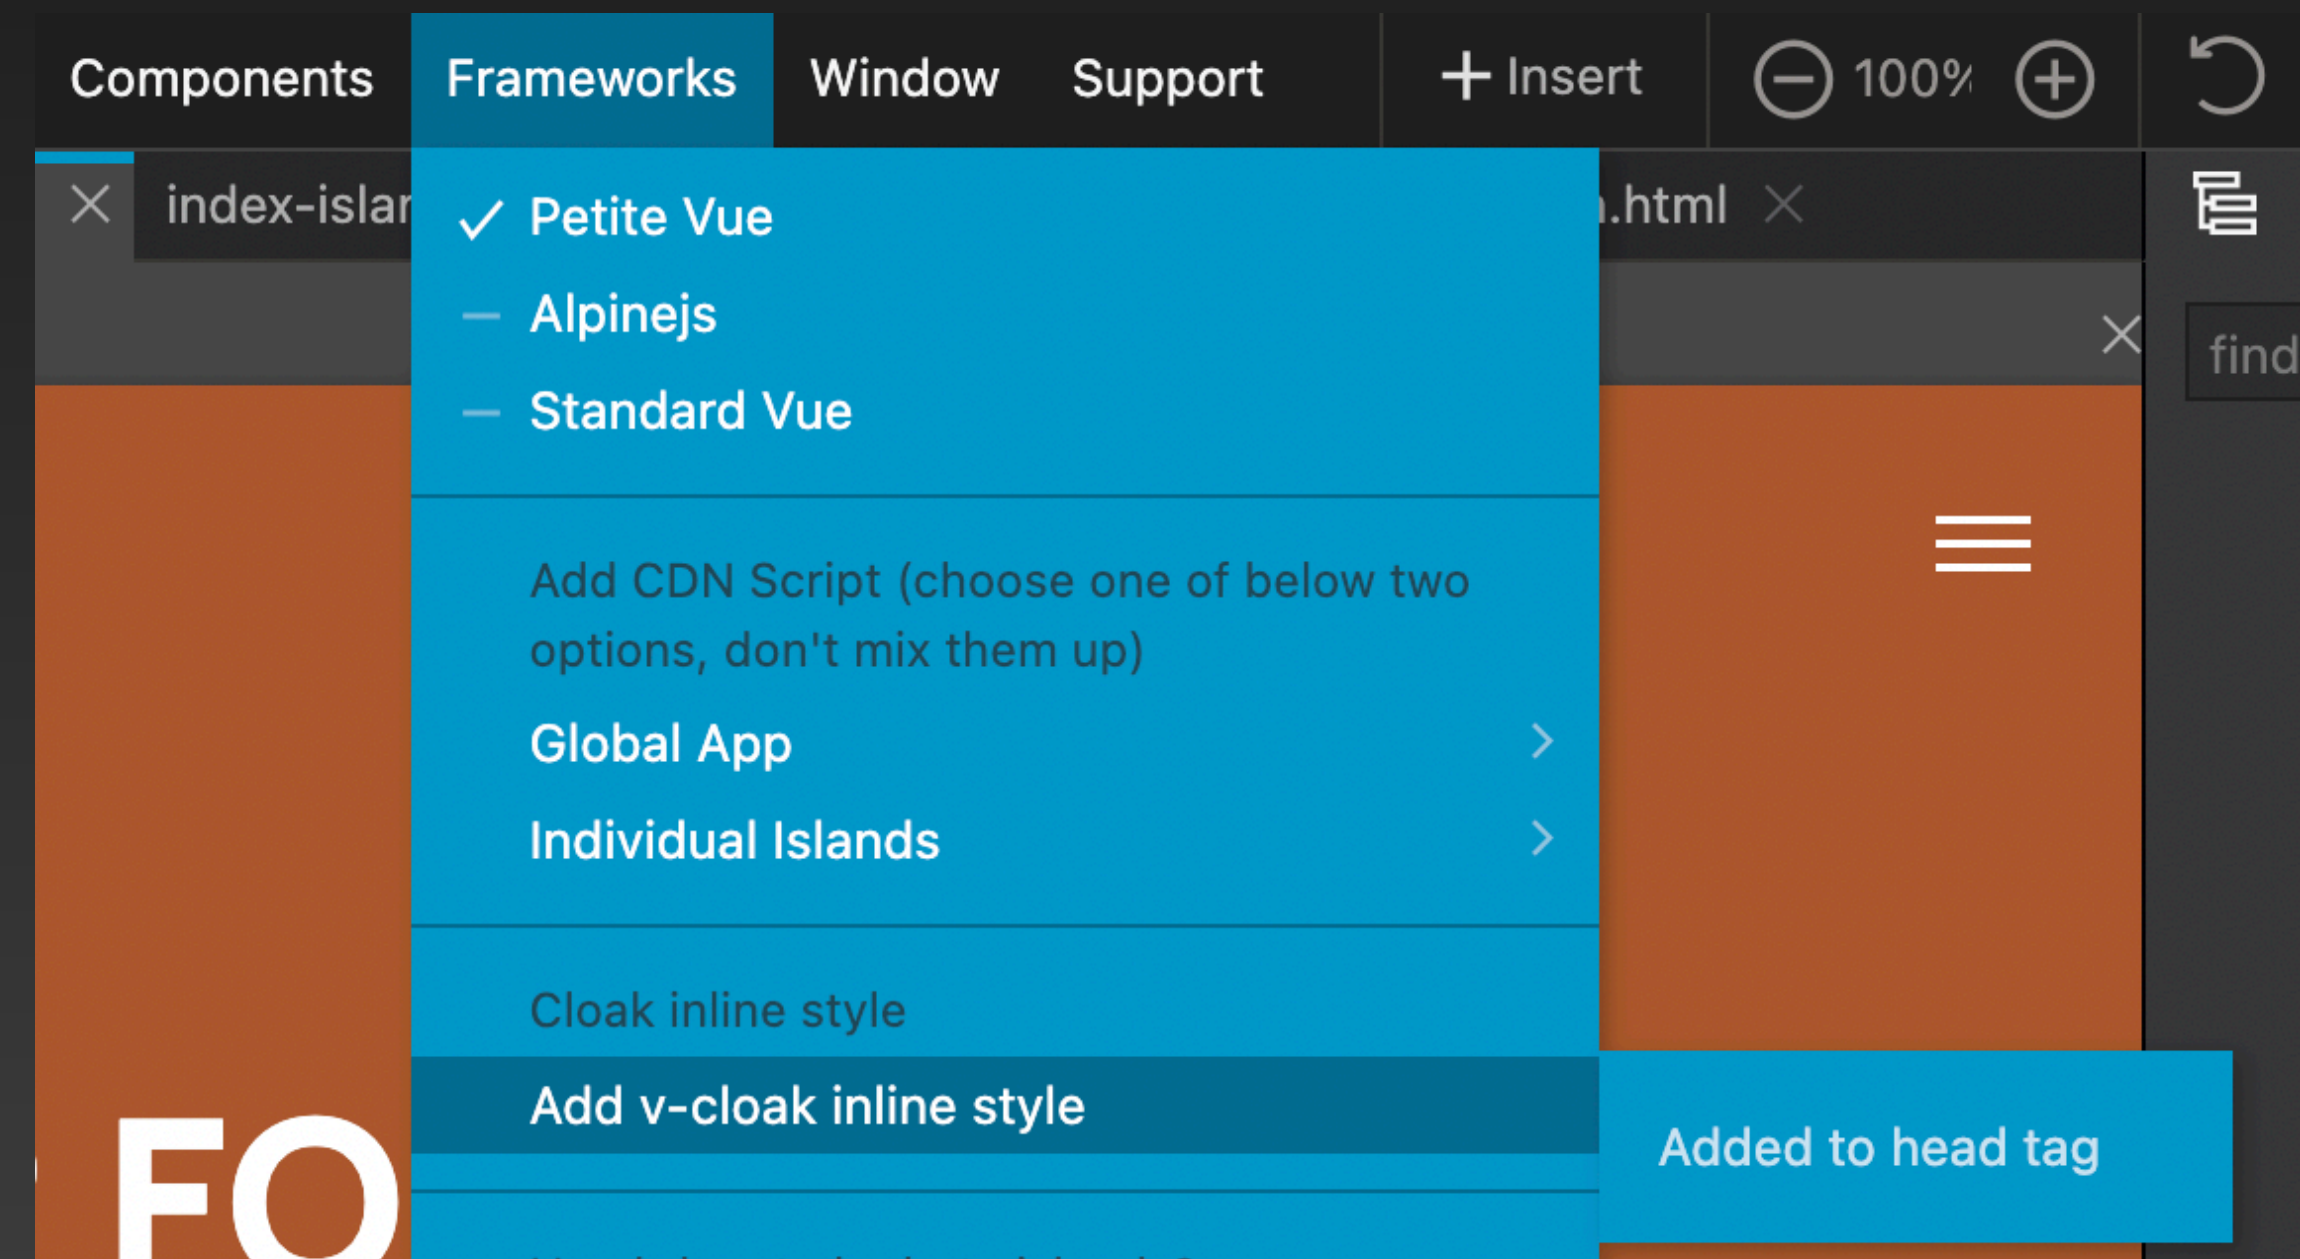 Components Frameworks Window Support + Insert 100%
.html
find
Petite Vue
Alpinejs
Standard Vue
Add CDN Script (choose one of below two
options, don't mix them up)
Global App
Individual Islands
Cloak inline style
Add v-cloak inline style
Added to head tag
FO